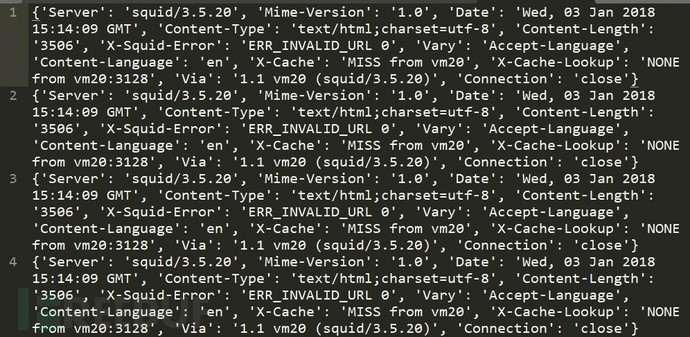 1 {'Server': 'squid/3.5.20', 'Mime-Version': '1.0', 'Date': 'Wed, 03 Jan 2018
15:14:09 GMT', 'Content-Type': 'text/html;charset=utf-8', 'Content-Length':
'3506', 'X-Squid-Error': 'ERR_INVALID_URL 0', 'Vary': 'Accept-Language',
'Content-Language': 'en', 'X-Cache': 'MISS from vm20', 'X-Cache-Lookup': 'NONE
from vm20:3128', 'Via': '1.1 vm20 (squid/3.5.20)', 'Connection': 'close'}
2 {'Server': 'squid/3.5.20', 'Mime-Version': '1.0', 'Date': 'Wed, 03 Jan 2018
15:14:09 GMT', 'Content-Type': 'text/html;charset=utf-8', 'Content-Length':
'3506', 'X-Squid-Error': 'ERR_INVALID_URL 0', 'Vary': 'Accept-Language',
'Content-Language': 'en', 'X-Cache': 'MISS from vm20', 'X-Cache-Lookup': 'NONE
from vm20:3128', 'Via': '1.1 vm20 (squid/3.5.20)', 'Connection': 'close'}
3 {'Server': 'squid/3.5.20', 'Mime-Version': '1.0', 'Date': 'Wed, 03 Jan 2018
15:14:09 GMT', 'Content-Type': 'text/html;charset=utf-8', 'Content-Length':
'3506', 'X-Squid-Error': 'ERR_INVALID_URL 0', 'Vary': 'Accept-Language',
'Content-Language': 'en', 'X-Cache': 'MISS from vm20', 'X-Cache-Lookup': 'NONE
from vm20:3128', 'Via': '1.1 vm20 (squid/3.5.20)', 'Connection': 'close'}
4 {'Server': 'squid/3.5.20', 'Mime-Version': '1.0', 'Date': 'Wed, 03 Jan 2018
15:14:09 GMT', 'Content-Type': 'text/html;charset=utf-8', 'Content-Length':
'3506', 'X-Squid-Error': 'ERR_INVALID_URL 0', 'Vary': 'Accept-Language',
'Content-Language': 'en', 'X-Cache': 'MISS from vm20', 'X-Cache-Lookup': 'NONE
from vm20:3128', 'Via': '1.1 vm20 (squid/3.5.20)', 'Connection': 'close'}